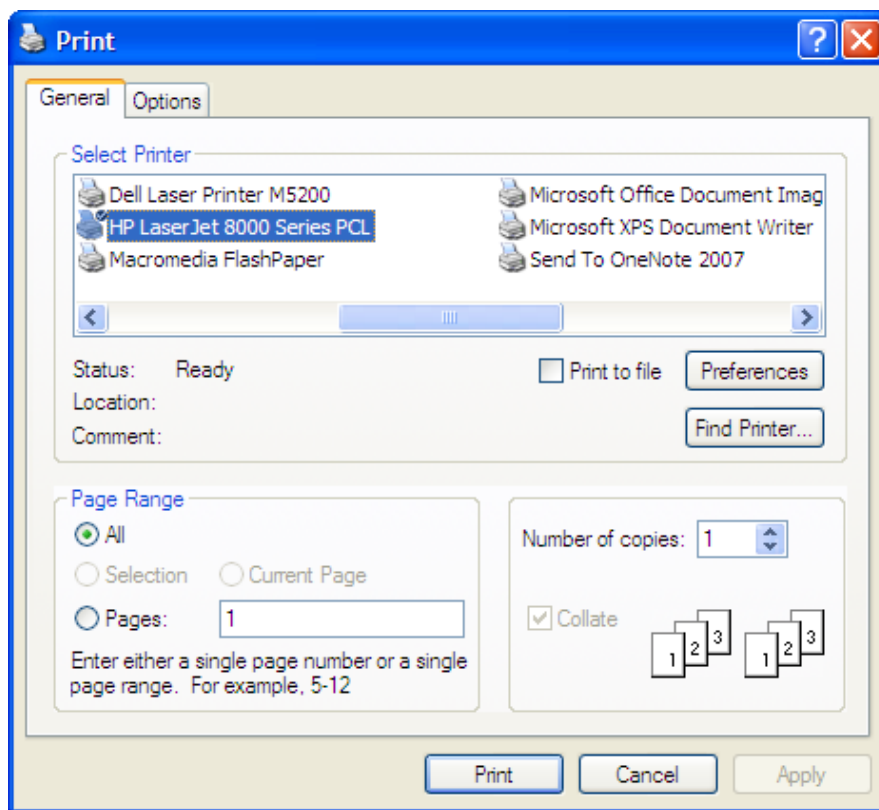 Print
General Options
Select Printer
Dell Laser Printer M5200
HP LaserJet 8000 Series PCL
Macromedia FlashPaper
Microsoft Office Document Imag
Microsoft XPS Document Writer
Send To OneNote 2007
Status: Ready
Location:
Comment:
Print to file
Preferences
Find Printer...
Page Range
All
Selection Current Page
Pages: 1
Enter either a single page number or a single
page range. For example, 5-12
Number of copies: 1
Collate
1 2 3 1 2 3
Print Cancel Apply